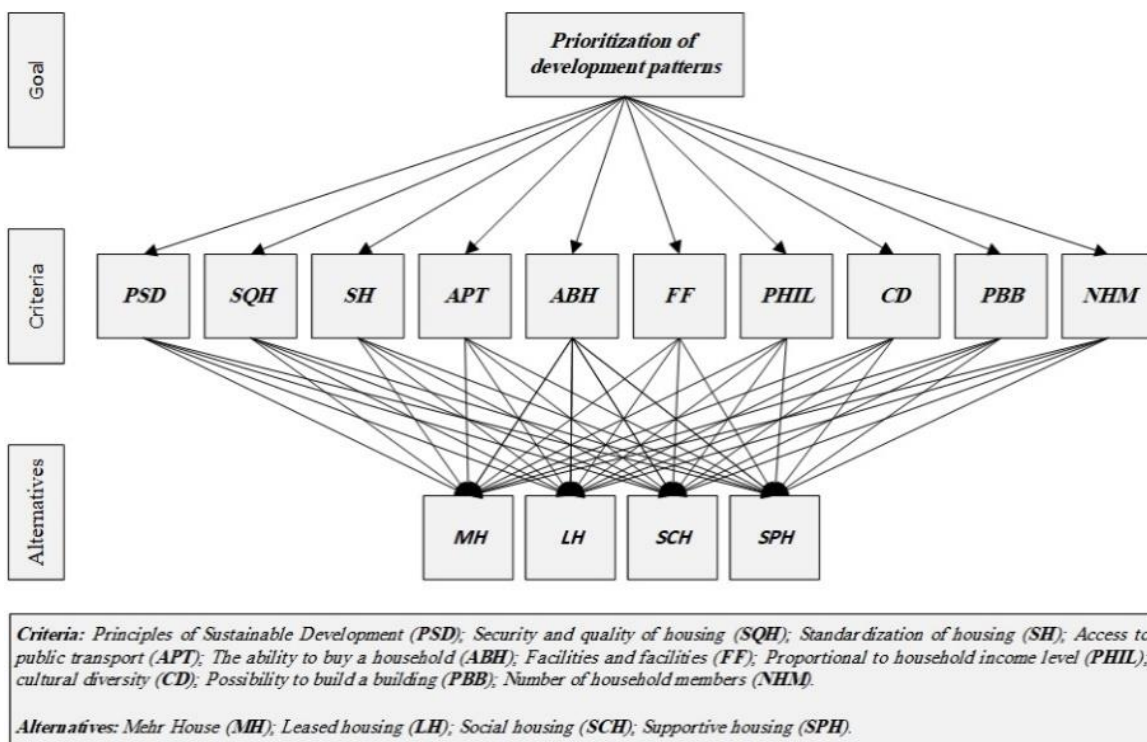 Goal
Prioritization of
development patterns
Criteria
PSD SQH SH APT ABH FF PHIL CD PBB NHM
Alternatives
MH LH SCH SPH
Criteria: Principles of Sustainable Development (PSD); Security and quality of housing (SQH); Standardization of housing (SH); Access to
public transport (APT); The ability to buy a household (ABH); Facilities and facilities (FF); Proportional to household income level (PHIL);
cultural diversity (CD); Possibility to build a building (PBB); Number of household members (NHM).
Alternatives: Mehr House (MH); Leased housing (LH); Social housing (SCH); Supportive housing (SPH).